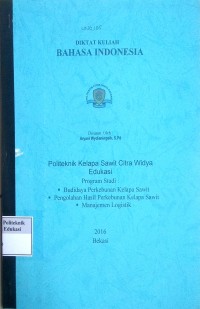 DIKTAT KULIAH
BAHASA INDONESIA
Politeknik Kelapa Sawit Citra Widya
Edukasi
Program Studi
• Budidaya Perkebunan Kelapa Sawit
• Pengolahan Hasil Perkebunan Kelapa Sawit
• Manajemen Logistik
Politeknik
Edukasi
2016
Bekasi